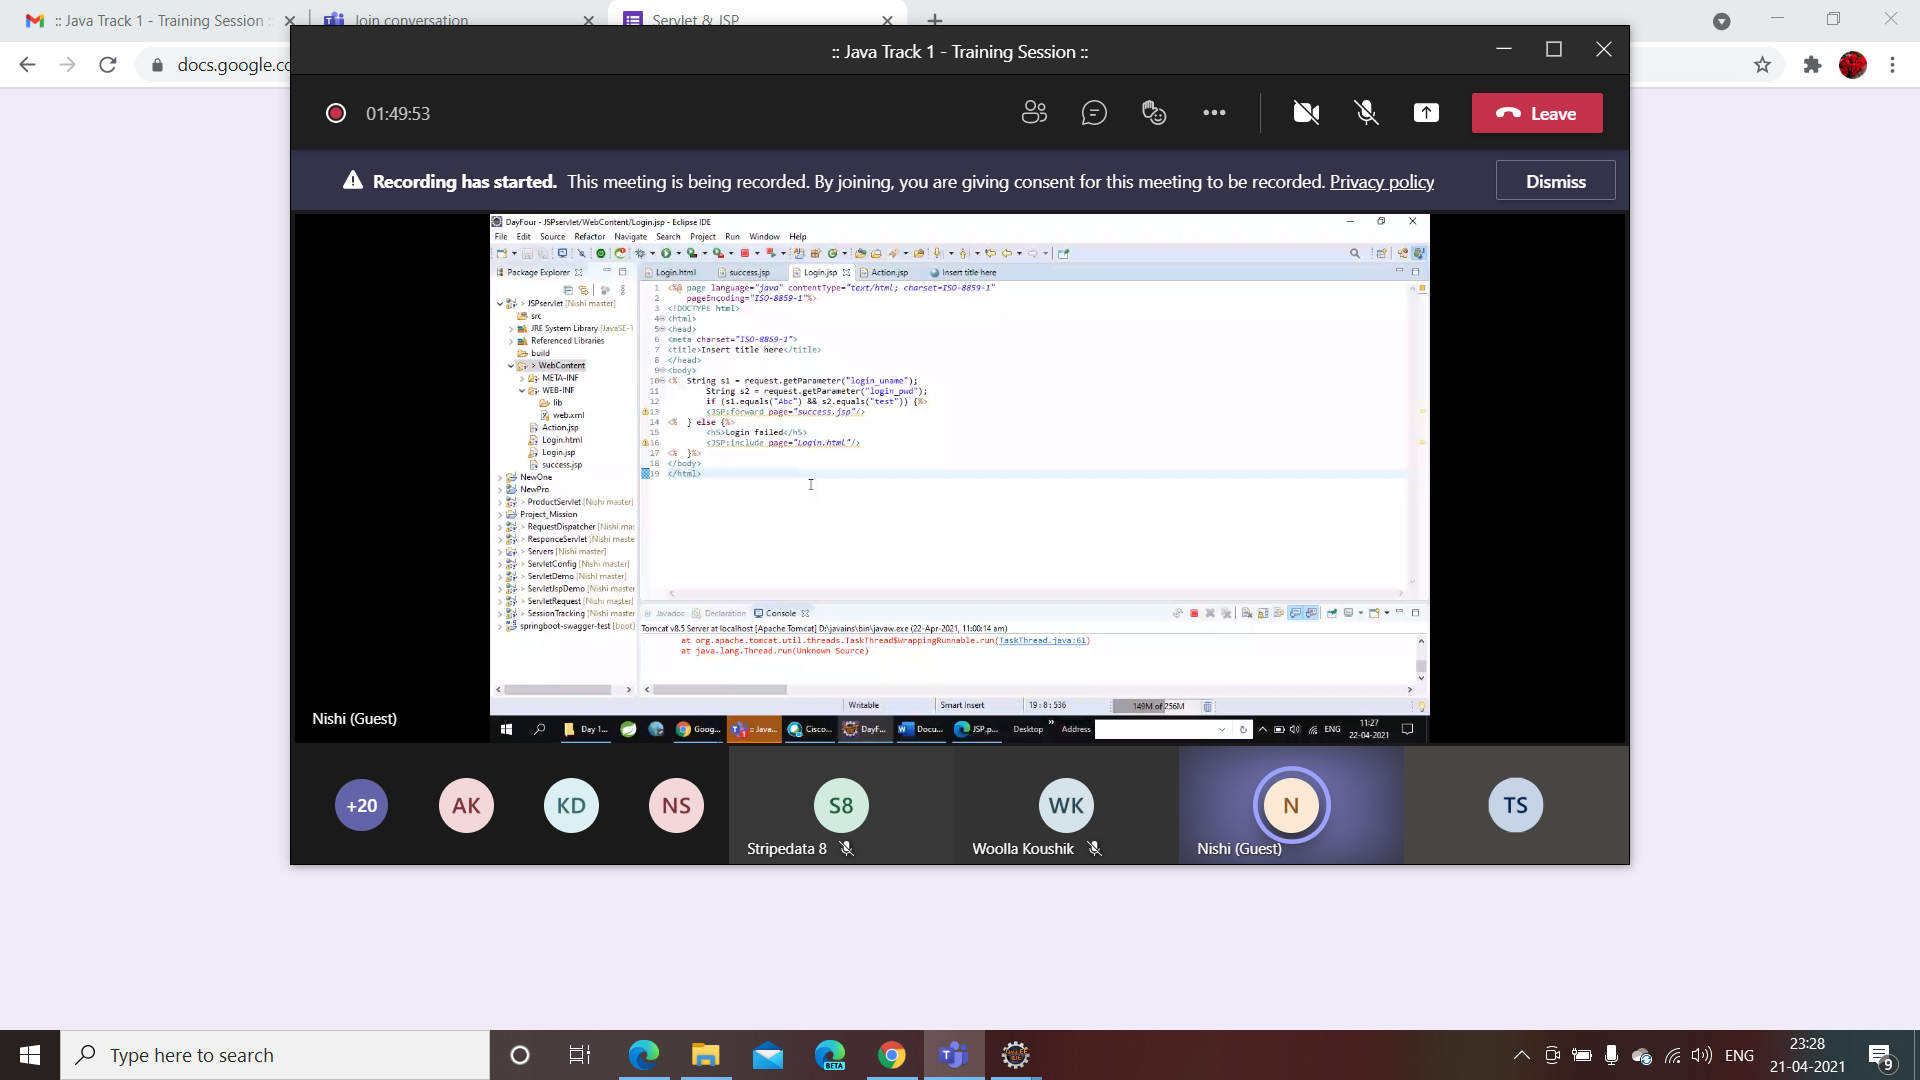 :: Java Track 1 - Training Session :
Join conversation
Servlet & JSP
docs.google.co
:: Java Track 1 - Training Session ::
01:49:53
Leave
Recording has started. This meeting is being recorded. By joining, you are giving consent for this meeting to be recorded. Privacy policy
Dismiss
DayFour - JSPservlet/WebContent/Login.jsp - Eclipse IDE
File Edit Source Refactor Navigate Search Project Run Window Help
Package Explorer
Login.html success.jsp Login.jsp Action.jsp Insert title here
> JSPservlet [Nishi master]
src
JRE System Library [JavaSE-1
Referenced Libraries
build
> WebContent
META-INF
WEB-INF
lib
web.xml
Action.jsp
Login.html
Login.jsp
success.jsp
NewOne
NewPro
> ProductServlet [Nishi master]
Project_Mission
> RequestDispatcher [Nishi mas
> ResponceServlet [Nishi maste
> Servers [Nishi master]
> ServletConfig [Nishi master]
> ServletDemo [Nishi master]
> ServletJspDemo [Nishi master
> ServletRequest [Nishi master]
> SessionTracking [Nishi master
springboot-swagger-test [boot]
1 <%@ page language="java" contentType="text/html; charset=ISO-8859-1"
2 pageEncoding="ISO-8859-1"%>
3 <!DOCTYPE html>
4 <html>
5 <head>
6 <meta charset="ISO-8859-1">
7 <title>Insert title here</title>
8 </head>
9 <body>
10 <% String s1 = request.getParameter("login_uname");
11 String s2 = request.getParameter("login_pwd");
12 if (s1.equals("Abc") && s2.equals("test")) {%>
13 <JSP:forward page="success.jsp"/>
14 <% } else {%>
15 <h5>Login failed</h5>
16 <JSP:include page="Login.html"/>
17 <% }%>
18 </body>
19 </html>
Javadoc Declaration Console
Tomcat v8.5 Server at localhost [Apache Tomcat] D:\javains\bin\javaw.exe (22-Apr-2021, 11:00:14 am)
at org.apache.tomcat.util.threads.TaskThread$WrappingRunnable.run(TaskThread.java:61)
at java.lang.Thread.run(Unknown Source)
Writable Smart Insert 19 : 8 : 536 149M of 256M
Day 1... Goog... :: Java... Cisco... DayF... Docu... JSP.p... Desktop Address ENG 11:27
22-04-2021
Nishi (Guest)
+20 AK KD NS S8 WK N TS
Stripedata 8 Woolla Koushik Nishi (Guest)
Type here to search
BETA
ENG
23:28
21-04-2021
9